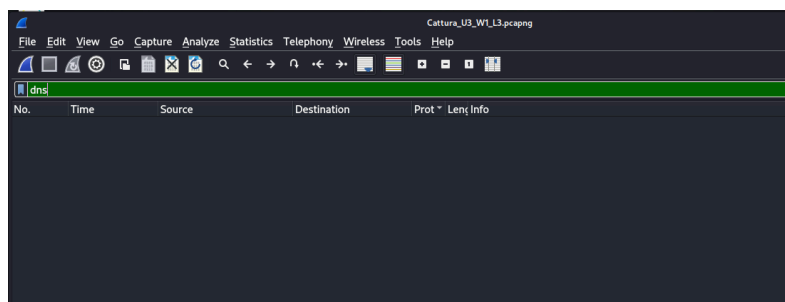 Cattura_U3_W1_L3.pcapng
File Edit View Go Capture Analyze Statistics Telephony Wireless Tools Help
dns
No. Time Source Destination Prot Leng Info